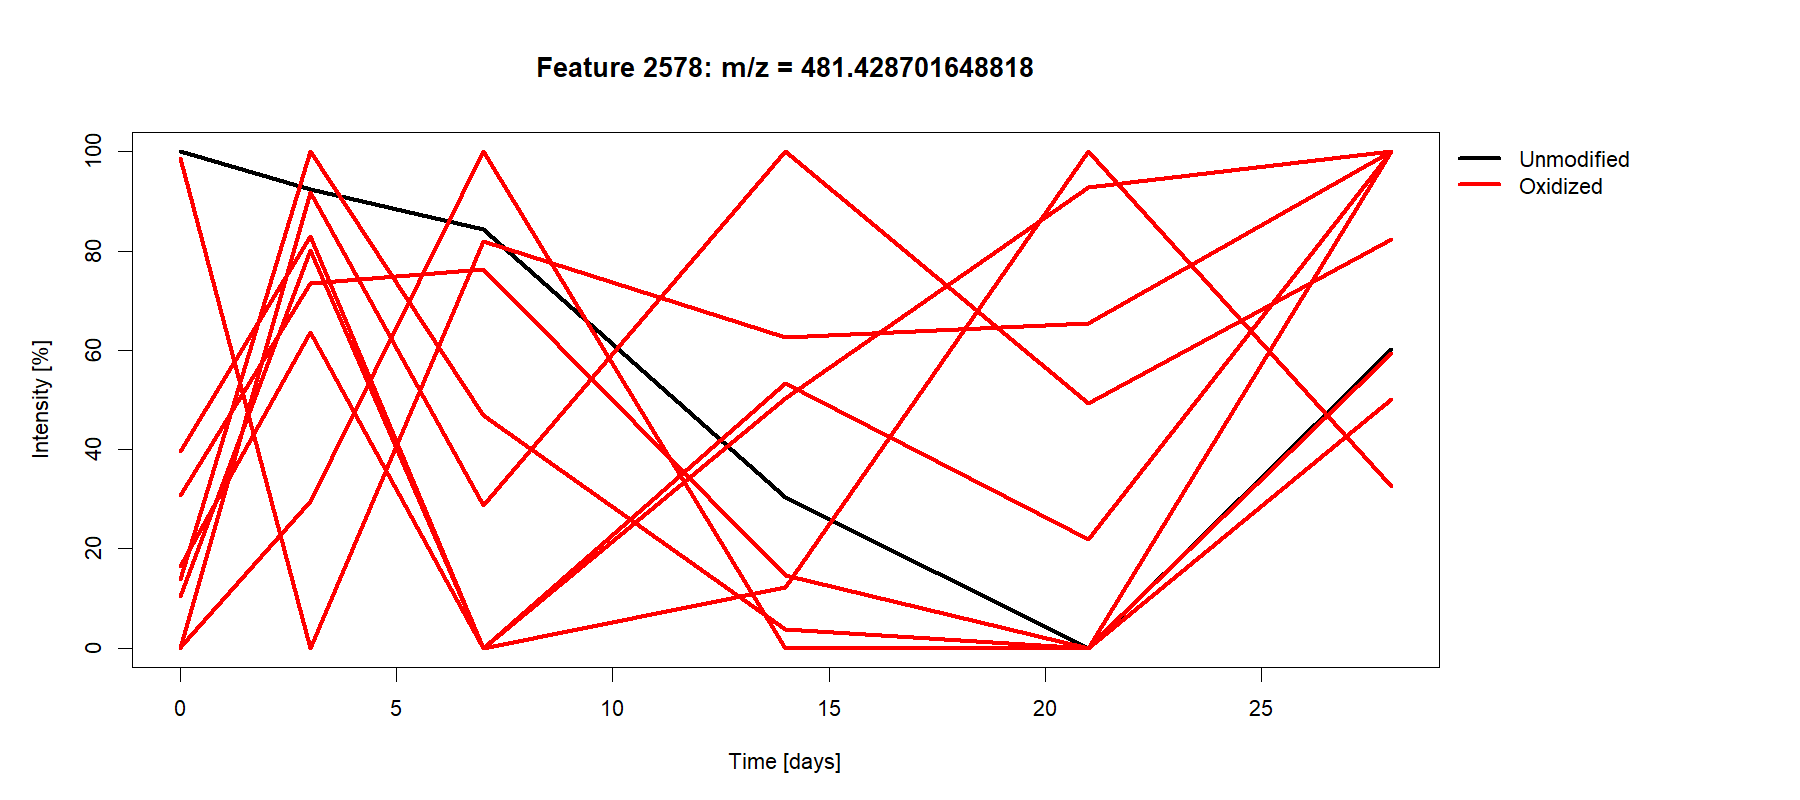 Feature 2578: m/z = 481.428701648818
Unmodified
Oxidized
Intensity [%]
100
80
60
40
20
0
0 5 10 15 20 25
Time [days]